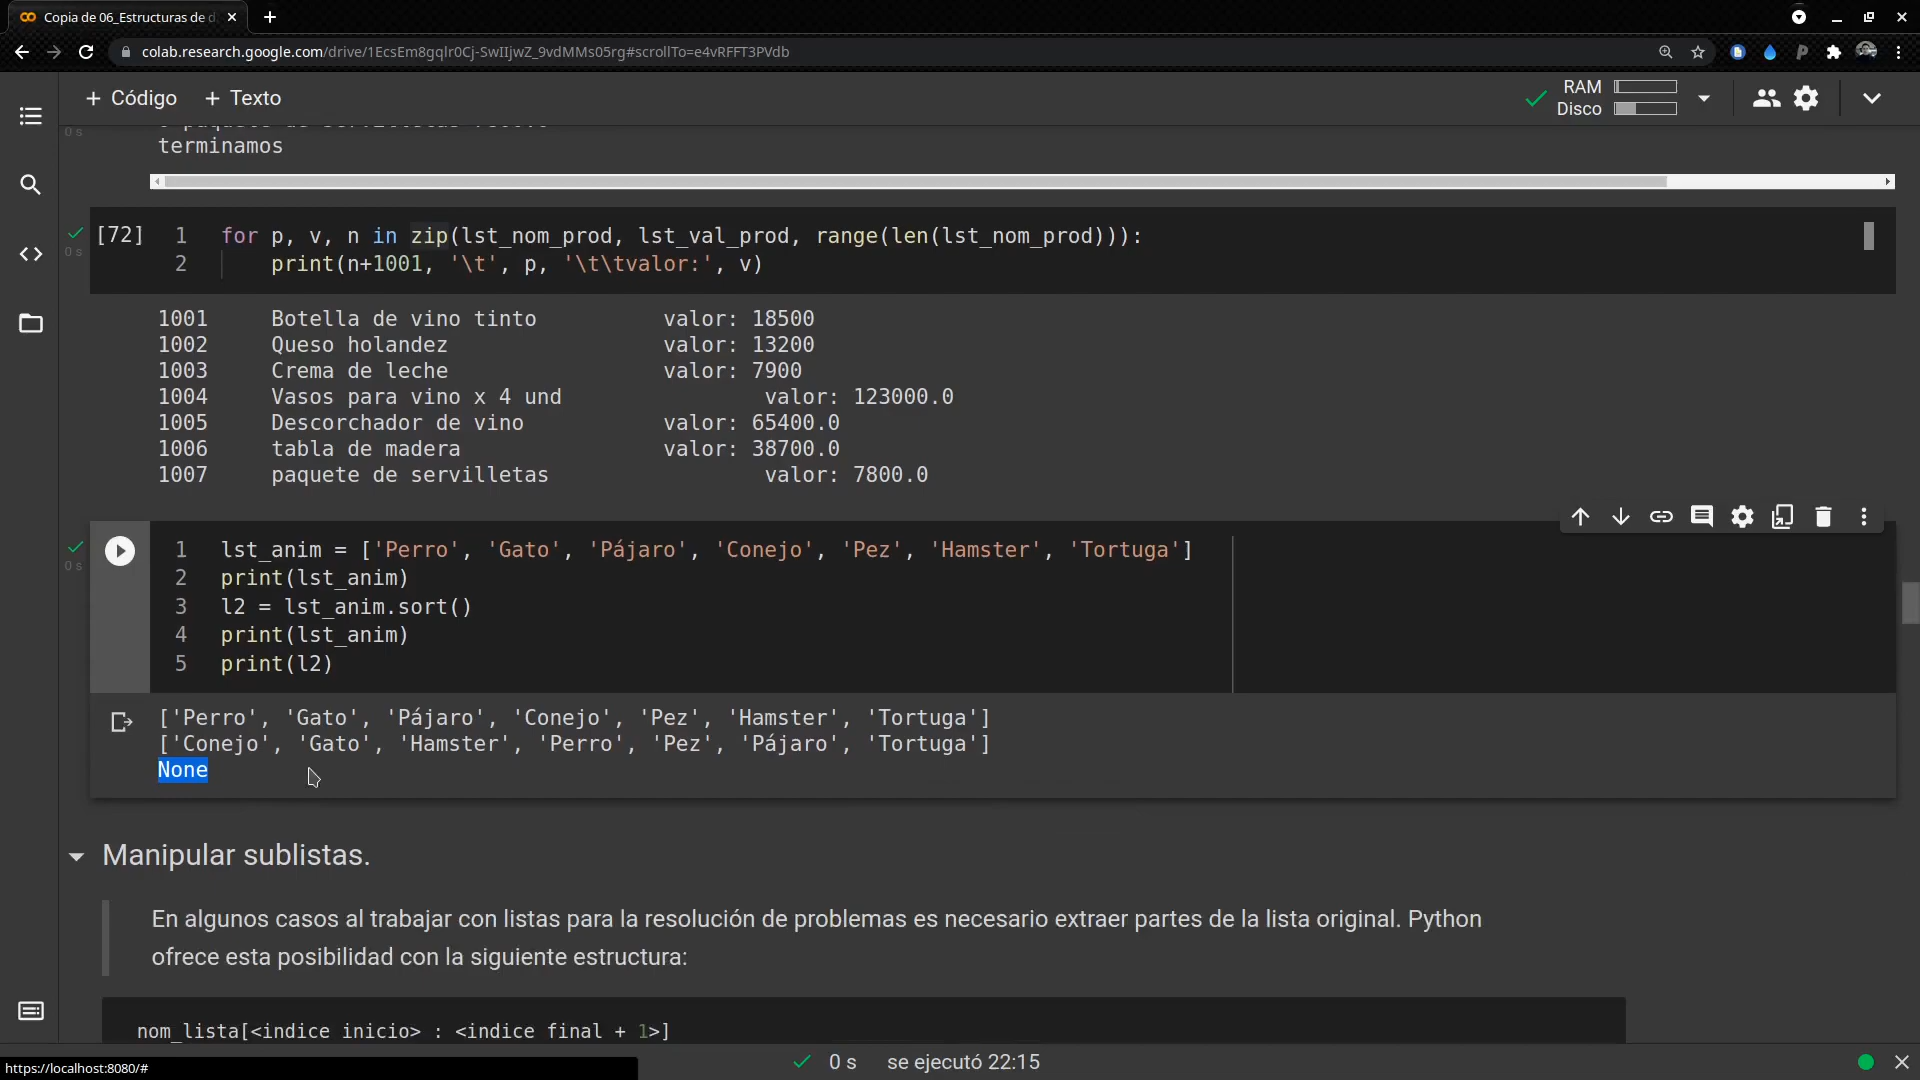 Copia de 06_Estructuras de d
colab.research.google.com/drive/1EcsEm8gqlr0Cj-SwIIjwZ_9vdMMs05rg#scrollTo=e4vRFFT3PVdb
+ Código + Texto
RAM
Disco
0 s
terminamos
[72] 1 for p, v, n in zip(lst_nom_prod, lst_val_prod, range(len(lst_nom_prod))):
0 s
2 print(n+1001, '\t', p, '\t\tvalor:', v)
1001 Botella de vino tinto valor: 18500
1002 Queso holandez valor: 13200
1003 Crema de leche valor: 7900
1004 Vasos para vino x 4 und valor: 123000.0
1005 Descorchador de vino valor: 65400.0
1006 tabla de madera valor: 38700.0
1007 paquete de servilletas valor: 7800.0
1 lst_anim = ['Perro', 'Gato', 'Pájaro', 'Conejo', 'Pez', 'Hamster', 'Tortuga']
0 s
2 print(lst_anim)
3 l2 = lst_anim.sort()
4 print(lst_anim)
5 print(l2)
['Perro', 'Gato', 'Pájaro', 'Conejo', 'Pez', 'Hamster', 'Tortuga']
['Conejo', 'Gato', 'Hamster', 'Perro', 'Pez', 'Pájaro', 'Tortuga']
None
Manipular sublistas.
En algunos casos al trabajar con listas para la resolución de problemas es necesario extraer partes de la lista original. Python
ofrece esta posibilidad con la siguiente estructura:
nom_lista[<indice inicio> : <indice final + 1>]
0 s se ejecutó 22:15
https://localhost:8080/#